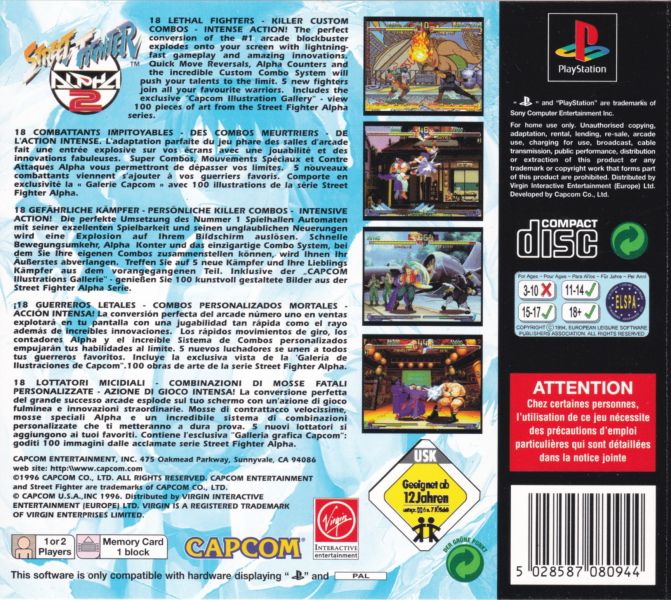 STREET FIGHTER
ALPHA
2
TM
18 LETHAL FIGHTERS - KILLER CUSTOM
COMBOS - INTENSE ACTION! The perfect
conversion of the #1 arcade blockbuster
explodes onto your screen with lightning-
fast gameplay and amazing innovations.
Quick Move Reversals, Alpha Counters and
the incredible Custom Combo System will
push your talents to the limit. 5 new fighters
join all your favourite warriors. Includes the
exclusive "Capcom Illustration Gallery" - view
100 pieces of art from the Street Fighter Alpha
series.
18 COMBATTANTS IMPITOYABLES - DES COMBOS MEURTRIERS - DE
L'ACTION INTENSE. L'adaptation parfaite du jeu phare des salles d'arcade
fait une entrée explosive sur vos écrans avec une jouabilité et des
innovations fabuleuses. Super Combos, Mouvements Spéciaux et Contre
Attaques Alpha vous permettront de dépasser vos limites. 5 nouveaux
combattants viennent s'ajouter à vos guerriers favoris. Comporte en
exclusivité la « Galerie Capcom » avec 100 illustrations de la série Street
Fighter Alpha.
18 GEFÄHRLICHE KÄMPFER - PERSÖNLICHE KILLER COMBOS - INTENSIVE
ACTION! Die perfekte Umsetzung des Nummer 1 Spielhallen Automaten
mit seiner exzellenten Spielbarkeit und seinen unglaublichen Neuerungen
wird eine Explosion auf Ihrem Bildschirm auslösen. Schnelle
Bewegungsumkehr, Alpha Konter und das einzigartige Combo System, bei
dem Sie Ihre eigenen Combos zusammenstellen können, wird Ihnen Ihr
Äußerstes abverlangen. Treffen Sie auf 5 neue Kämpfer und Ihre Lieblings
Kämpfer aus dem vorangegangenen Teil. Inklusive der „CAPCOM
Illustrations Gallery" - genießen Sie 100 kunstvoll gestaltete Bilder aus der
Street Fighter Alpha Serie.
¡18 GUERREROS LETALES - COMBOS PERSONALIZADOS MORTALES -
ACCIÓN INTENSA! La conversión perfecta del arcade número uno en ventas
explotará en tu pantalla con una jugabilidad tan rápida como el rayo
además de increíbles innovaciones. Los rápidos movimientos de giro, los
contadores Alpha y el increíble Sistema de Combos personalizados
empujarán tus habilidades al límite. 5 nuevos luchadores se unen a todos
tus guerreros favoritos. Incluye la exclusiva vista de la 'Galería de
Ilustraciones de Capcom'.100 obras de arte de la serie Street Fighter Alpha.
18 LOTTATORI MICIDIALI - COMBINAZIONI DI MOSSE FATALI
PERSONALIZZATE - AZIONE DI GIOCO INTENSA! La conversione perfetta
del grande successo arcade esplode sul tuo schermo con un'azione di gioco
fulminea e innovazioni straordinarie. Mosse di contrattacco velocissime,
mosse speciali Alpha e un incredibile sistema di combinazioni
personalizzate che ti metteranno a dura prova. 5 nuovi lottatori si
aggiungono ai tuoi favoriti. Contiene l'esclusiva "Galleria grafica Capcom":
goditi 100 immagini dalle acclamate serie Street Fighter Alpha.
CAPCOM ENTERTAINMENT, INC. 475 Oakmead Parkway, Sunnyvale, CA 94086
web site: http:\\www.capcom.com
©1996 CAPCOM CO., LTD. ALL RIGHTS RESERVED. CAPCOM ENTERTAINMENT
and Street Fighter are trademarks of CAPCOM CO., LTD.
© CAPCOM U.S.A.,INC 1996. Distributed by VIRGIN INTERACTIVE
ENTERTAINMENT (EUROPE) LTD. VIRGIN IS A REGISTERED TRADEMARK
OF VIRGIN ENTERPRISES LIMITED.
1 or 2
Players
Memory Card
1 block
CAPCOM
Virgin
INTERACTIVE
entertainment
USK
Geeignet ab
12 Jahren
DER GRÜNE PUNKT
This software is only compatible with hardware displaying " " and PAL
PlayStation
" " and "PlayStation" are trademarks of
Sony Computer Entertainment Inc.
For home use only. Unauthorised copying,
adaptation, rental, lending, re-sale, arcade
use, charging for use, broadcast, cable
transmission, public performance, distribution
or extraction of this product or any
trademark or copyright work that forms part
of this product are prohibited. Distributed by
Virgin Interactive Entertainment (Europe) Ltd.
Developed by Capcom Co., Ltd.
COMPACT
disc
For Ages - Pour Ages - Para Años - Für Jahre - Per Anni
3-10 11-14
15-17 18+
ELSPA
COPYRIGHT © 1994, EUROPEAN LEISURE SOFTWARE
PUBLISHERS ASSOCIATION. ALL RIGHTS RESERVED
ATTENTION
Chez certaines personnes,
l'utilisation de ce jeu nécessite
des précautions d'emploi
particulières qui sont détaillées
dans la notice jointe
5 028587 080944